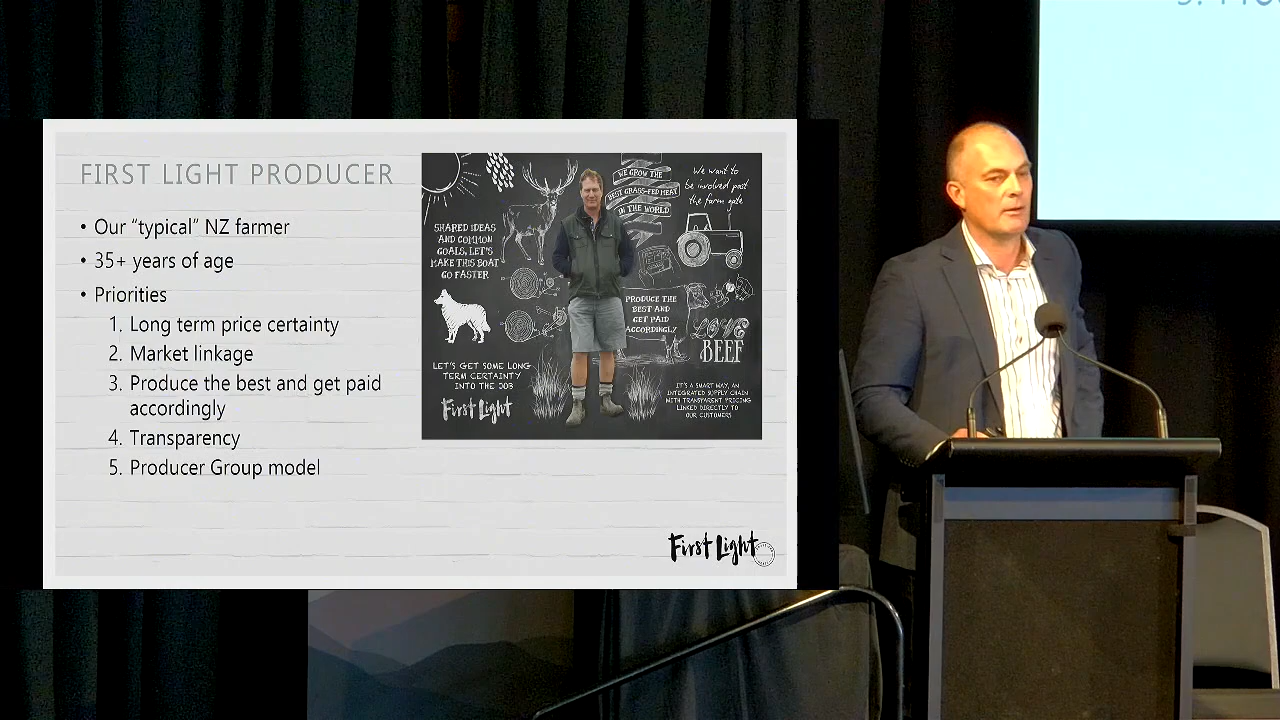 FIRST LIGHT PRODUCER
• Our “typical” NZ farmer
• 35+ years of age
• Priorities
1. Long term price certainty
2. Market linkage
3. Produce the best and get paid
accordingly
4. Transparency
5. Producer Group model
SHARED IDEAS
AND COMMON
GOALS, LET'S
MAKE THIS BOAT
GO FASTER
LET'S GET SOME LONG
TERM CERTAINTY
INTO THE JOB
First Light
WE GROW THE
BEST GRASS-FED MEAT
IN THE WORLD
We want to
be involved past
the farm gate
PRODUCE THE
BEST AND
GET PAID
ACCORDINGLY
BEEF
IT'S A SMART WAY, AN
INTEGRATED SUPPLY CHAIN
WITH TRANSPARENT PRICING
LINKED DIRECTLY TO
OUR CUSTOMERS
First Light